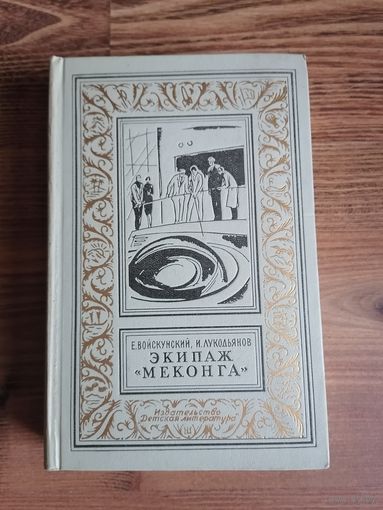 Е. ВОЙСКУНСКИЙ, И. ЛУКОДЬЯНОВ
ЭКИПАЖ
«МЕКОНГА»
Издательство
Детская литература